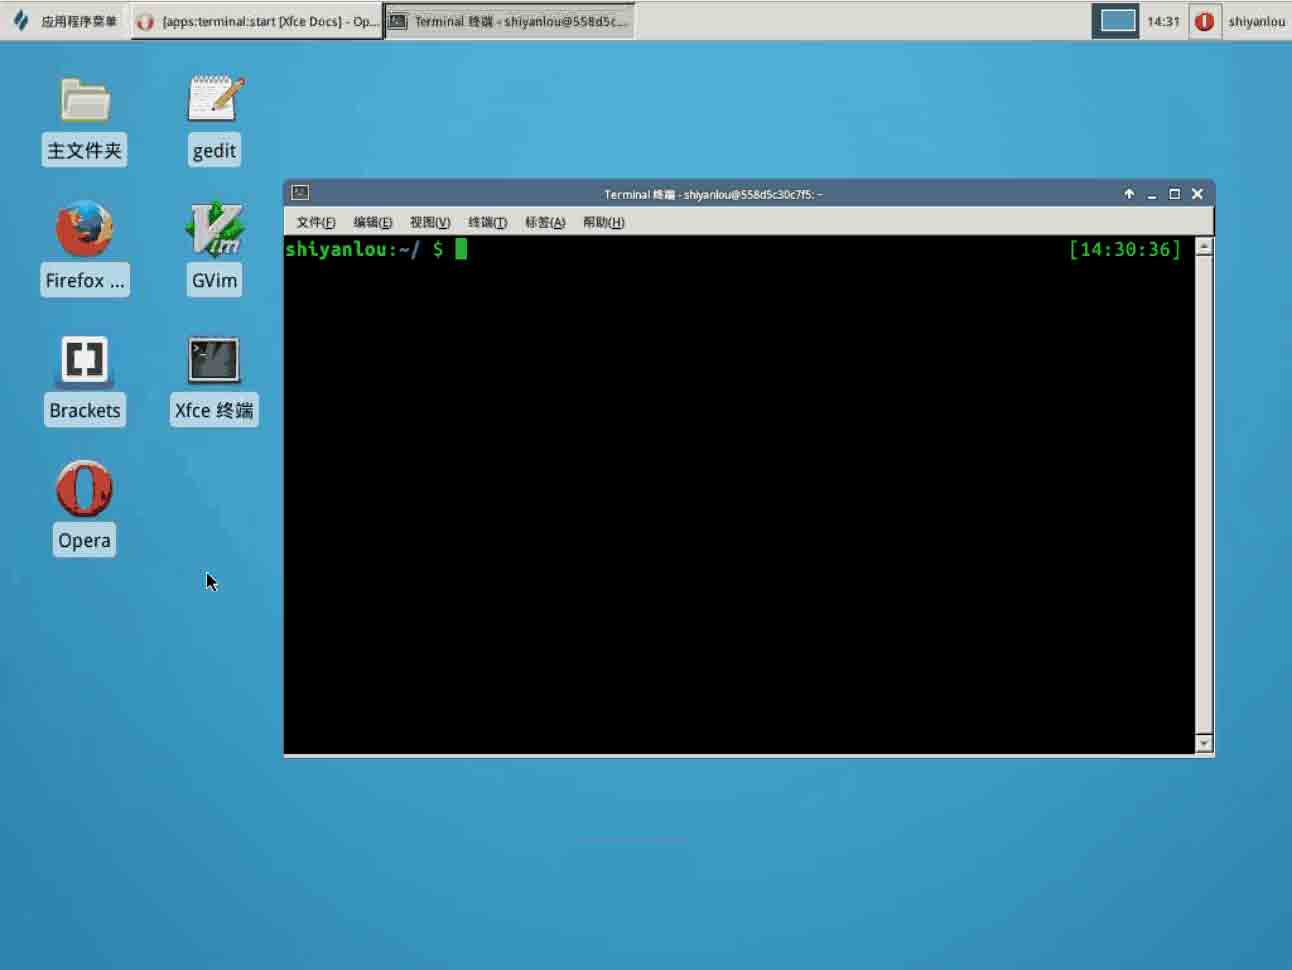 应用程序菜单
[apps:terminal:start [Xfce Docs] - Op...
Terminal 终端 - shiyanlou@558d5c...
14:31
shiyanlou
主文件夹
gedit
Firefox ...
GVim
Brackets
Xfce 终端
Opera
Terminal 终端 - shiyanlou@558d5c30c7f5: ~
文件(F) 编辑(E) 视图(V) 终端(T) 标签(A) 帮助(H)
shiyanlou:~/ $ [14:30:36]